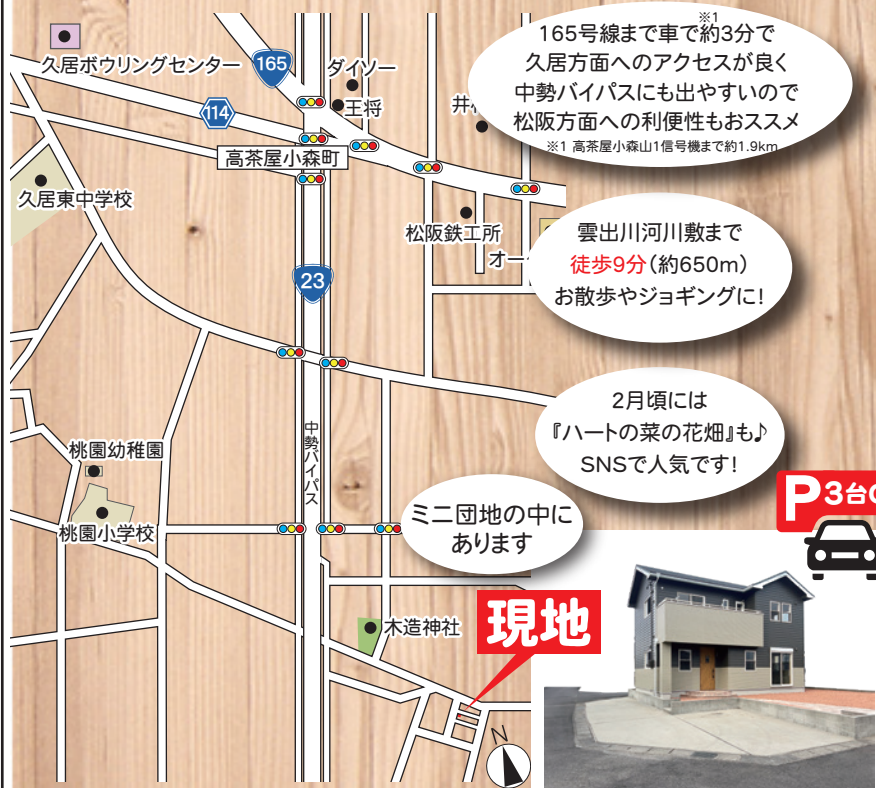 久居ボウリングセンター
165
ダイソー
王将
114
高茶屋小森町
久居東中学校
松阪鉄工所
23
中勢バイパス
桃園幼稚園
桃園小学校
木造神社
現地
N
※1
165号線まで車で約3分で
久居方面へのアクセスが良く
中勢バイパスにも出やすいので
松阪方面への利便性もおススメ
※1 高茶屋小森山1信号機まで約1.9km
雲出川河川敷まで
徒歩9分(約650m)
お散歩やジョギングに!
2月頃には
『ハートの菜の花畑』も♪
SNSで人気です!
ミニ団地の中に
あります
P3台